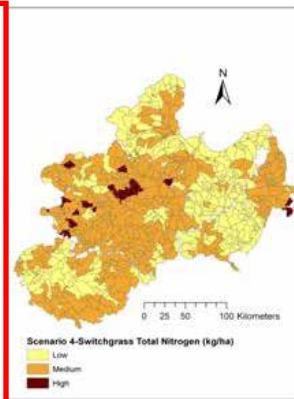 N
0 25 50 100 Kilometers
Scenario 4-Switchgrass Total Nitrogen (kg/ha)
Low
Medium
High